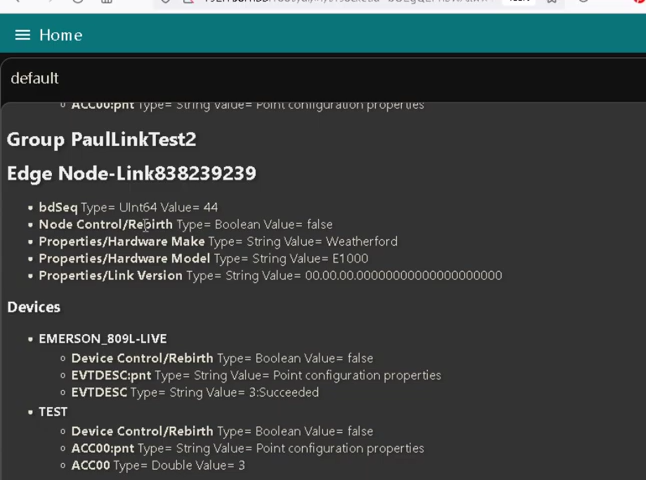 Home
default
ACC00:pnt Type= String Value= Point configuration properties
Group PaulLinkTest2
Edge Node-Link838239239
bdSeq Type= UInt64 Value= 44
Node Control/Rebirth Type= Boolean Value= false
Properties/Hardware Make Type= String Value= Weatherford
Properties/Hardware Model Type= String Value= E1000
Properties/Link Version Type= String Value= 00.00.00.00000000000000000000
Devices
EMERSON_809L-LIVE
Device Control/Rebirth Type= Boolean Value= false
EVTDESC:pnt Type= String Value= Point configuration properties
EVTDESC Type= String Value= 3:Succeeded
TEST
Device Control/Rebirth Type= Boolean Value= false
ACC00:pnt Type= String Value= Point configuration properties
ACC00 Type= Double Value= 3